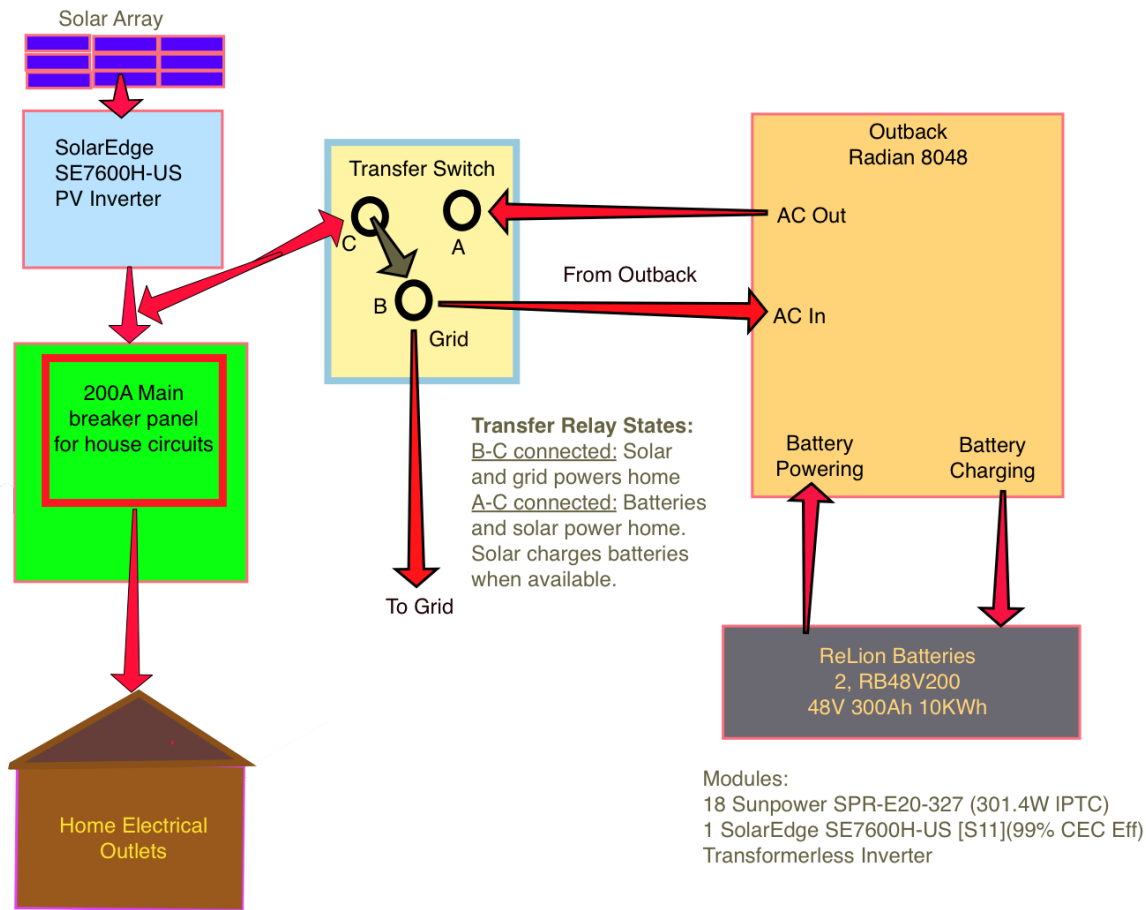 Solar Array
SolarEdge
SE7600H-US
PV Inverter
200A Main
breaker panel
for house circuits
Home Electrical
Outlets
Transfer Switch
C
A
B
Grid
To Grid
From Outback
Outback
Radian 8048
AC Out
AC In
Battery
Powering
Battery
Charging
Transfer Relay States:
B-C connected: Solar
and grid powers home
A-C connected: Batteries
and solar power home.
Solar charges batteries
when available.
ReLion Batteries
2, RB48V200
48V 300Ah 10KWh
Modules:
18 Sunpower SPR-E20-327 (301.4W IPTC)
1 SolarEdge SE7600H-US [S11](99% CEC Eff)
Transformerless Inverter